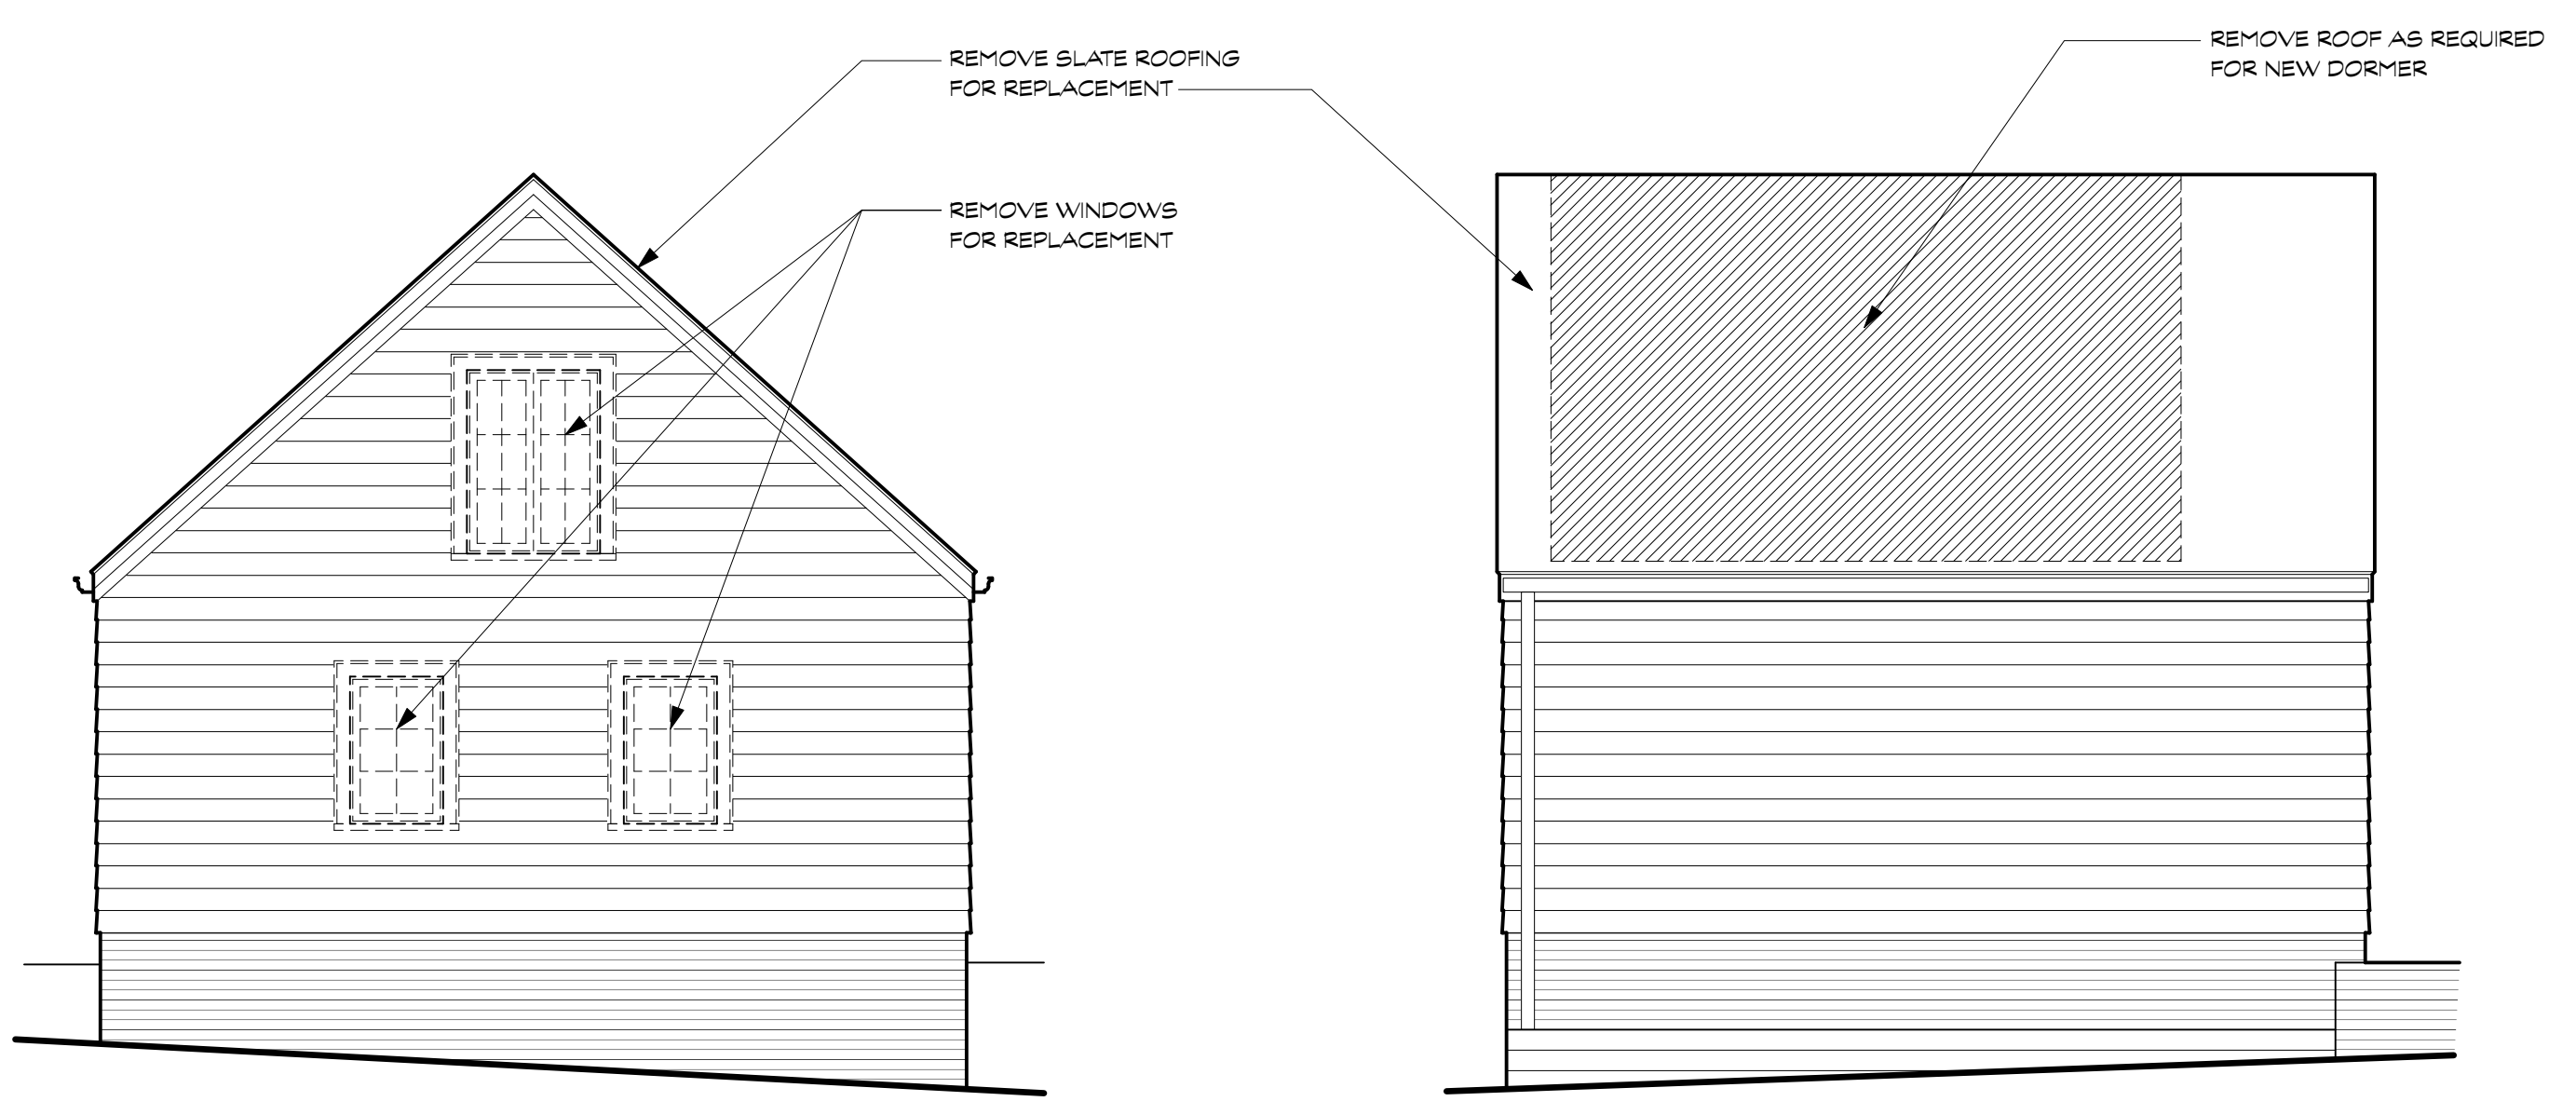 REMOVE SLATE ROOFING
FOR REPLACEMENT
REMOVE WINDOWS
FOR REPLACEMENT
REMOVE ROOF AS REQUIRED
FOR NEW DORMER